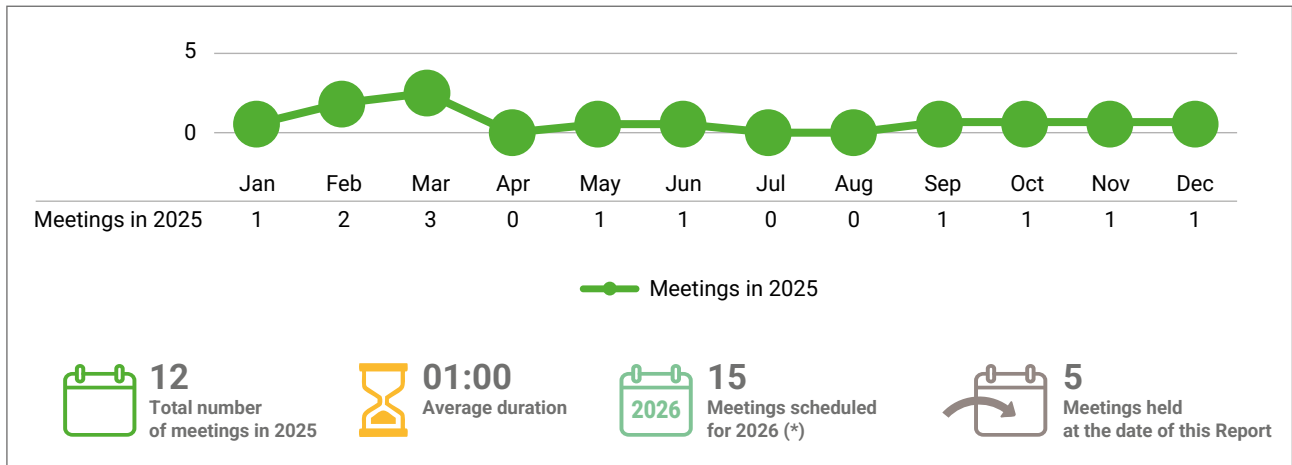 5
0
Jan Feb Mar Apr May Jun Jul Aug Sep Oct Nov Dec
Meetings in 2025 1 2 3 0 1 1 0 0 1 1 1 1
Meetings in 2025
12
Total number
of meetings in 2025
01:00
Average duration
2026
15
Meetings scheduled
for 2026 (*)
5
Meetings held
at the date of this Report